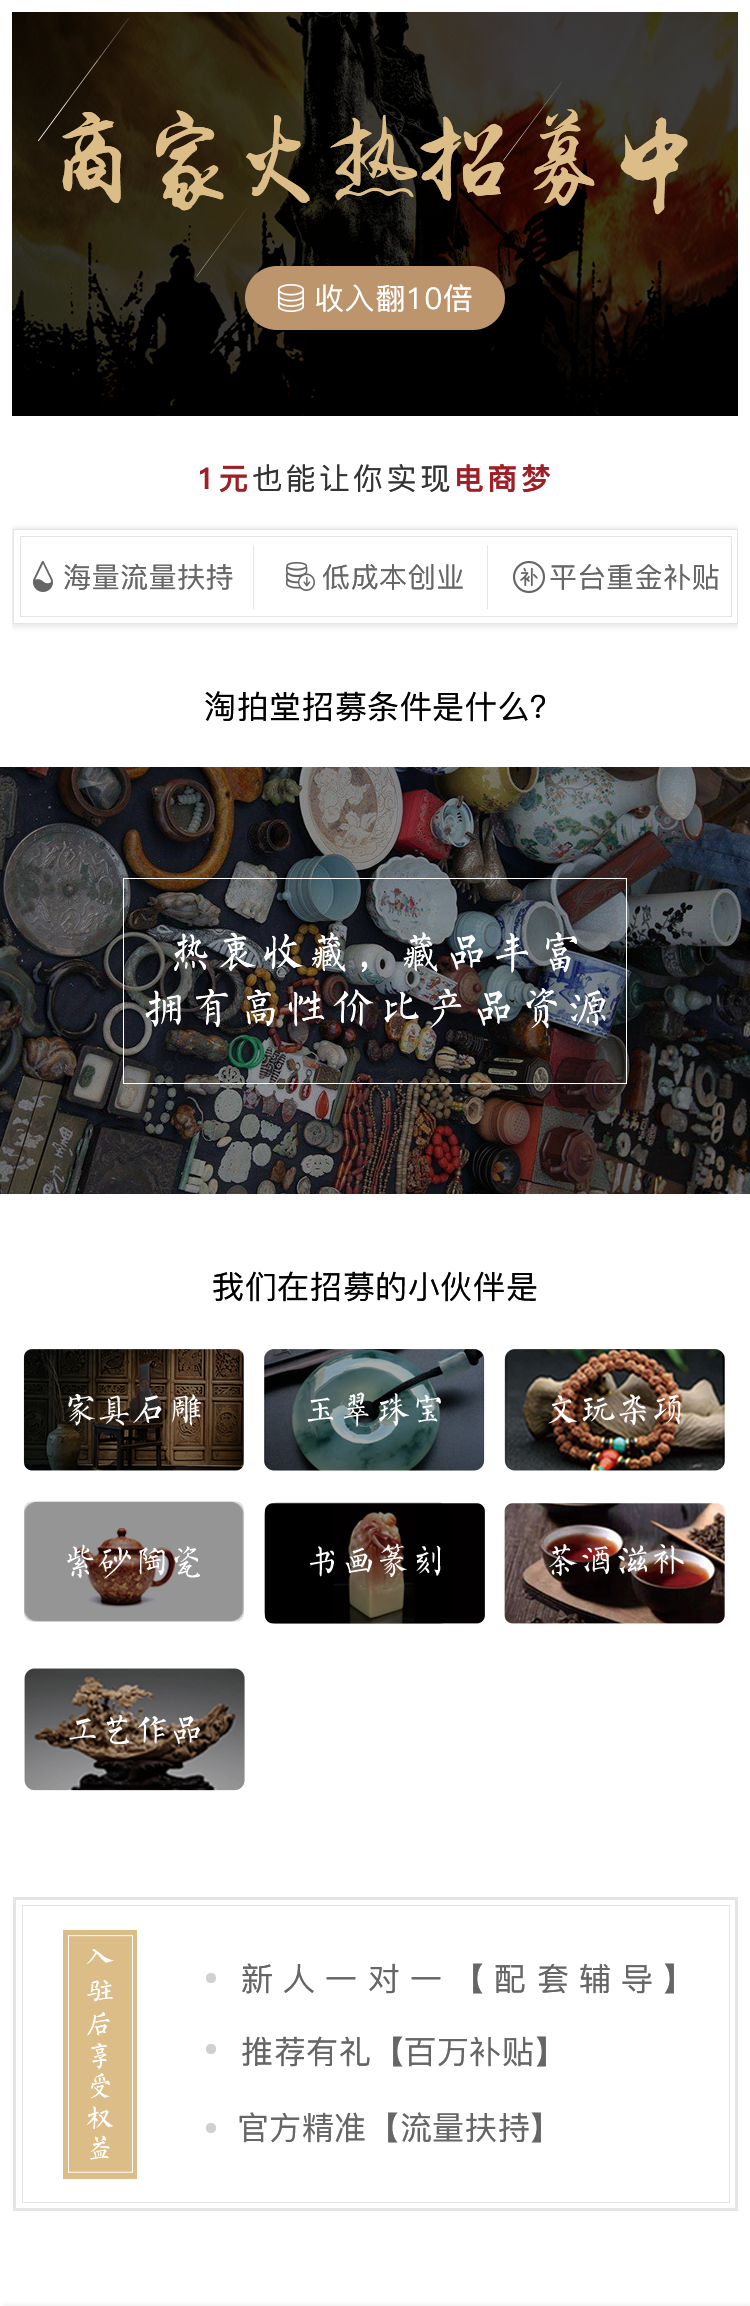 商家火热招募中
收入翻10倍
1元也能让你实现电商梦
海量流量扶持
低成本创业
补
平台重金补贴
淘拍堂招募条件是什么?
热衷收藏，藏品丰富
拥有高性价比产品资源
我们在招募的小伙伴是
家具石雕
玉翠珠宝
文玩杂项
紫砂陶瓷
书画篆刻
茶酒滋补
工艺作品
入驻后享受权益
新人一对一【配套辅导】
推荐有礼【百万补贴】
官方精准【流量扶持】